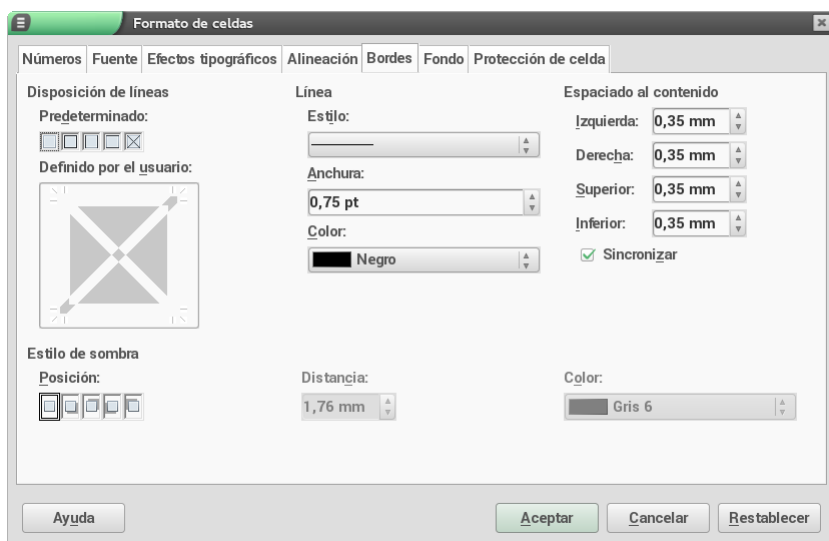 Formato de celdas
Números Fuente Efectos tipográficos Alineación Bordes Fondo Protección de celda
Disposición de líneas
Predeterminado:
Definido por el usuario:
Línea
Estilo:
Anchura:
0,75 pt
Color:
Negro
Espaciado al contenido
Izquierda: 0,35 mm
Derecha: 0,35 mm
Superior: 0,35 mm
Inferior: 0,35 mm
Sincronizar
Estilo de sombra
Posición:
Distancia:
1,76 mm
Color:
Gris 6
Ayuda Aceptar Cancelar Restablecer